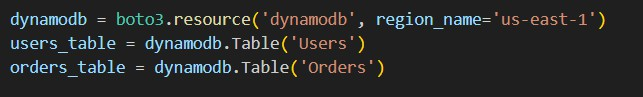 dynamodb = boto3.resource('dynamodb', region_name='us-east-1')
users_table = dynamodb.Table('Users')
orders_table = dynamodb.Table('Orders')